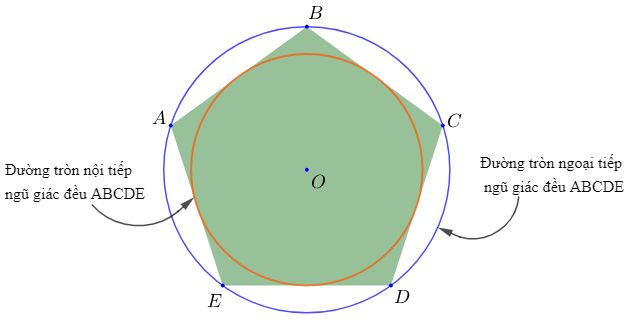 B
A
C
Đường tròn nội tiếp
ngũ giác đều ABCDE
Đường tròn ngoại tiếp
ngũ giác đều ABCDE
O
E
D